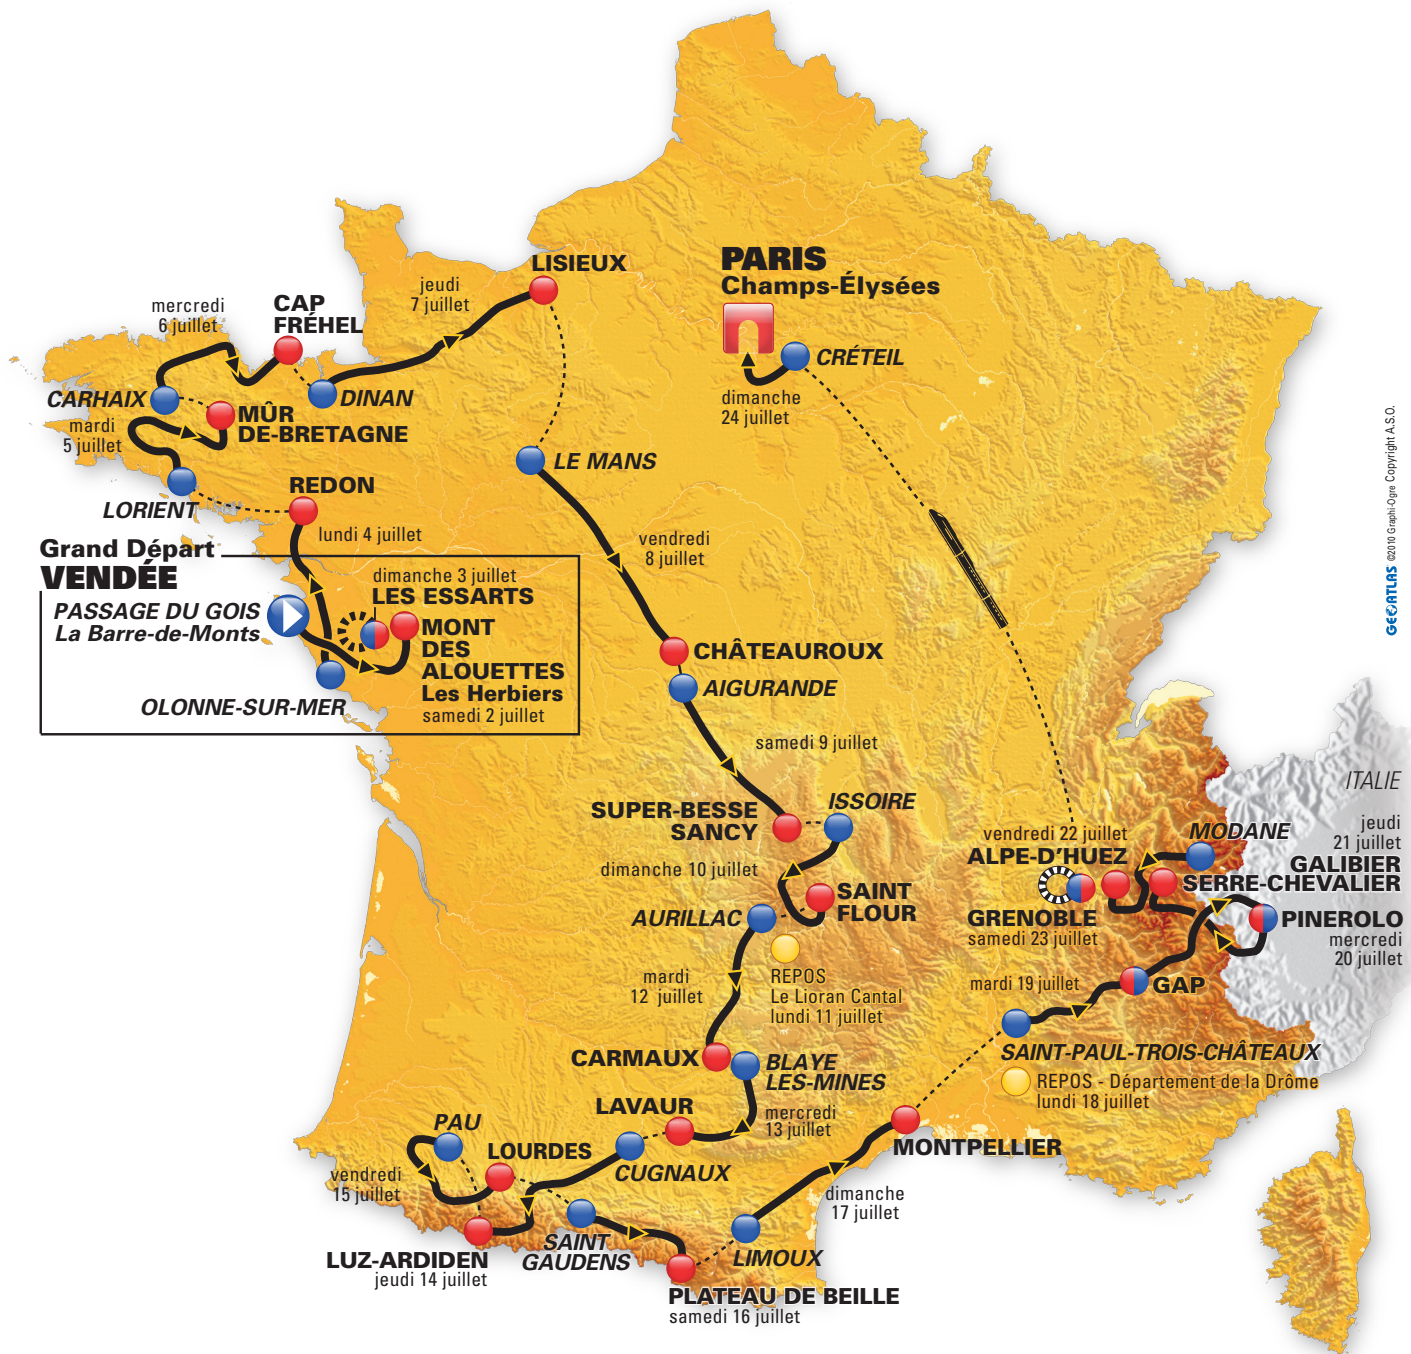 LISIEUX
jeudi
7 juillet
mercredi
6 juillet
CAP
FRÉHEL
PARIS
Champs-Élysées
CRÉTEIL
dimanche
24 juillet
CARHAIX
DINAN
MÛR
DE-BRETAGNE
mardi
5 juillet
LE MANS
LORIENT
REDON
lundi 4 juillet
vendredi
8 juillet
Grand Départ
VENDÉE
PASSAGE DU GOIS
La Barre-de-Monts
dimanche 3 juillet
LES ESSARTS
MONT
DES
ALOUETTES
Les Herbiers
samedi 2 juillet
OLONNE-SUR-MER
CHÂTEAUROUX
AIGURANDE
samedi 9 juillet
SUPER-BESSE
SANCY
ISSOIRE
dimanche 10 juillet
SAINT
FLOUR
AURILLAC
mardi
12 juillet
REPOS
Le Lioran Cantal
lundi 11 juillet
CARMAUX
BLAYE
LES-MINES
mercredi
13 juillet
LAVAUR
CUGNAUX
PAU
LOURDES
vendredi
15 juillet
LUZ-ARDIDEN
jeudi 14 juillet
SAINT
GAUDENS
PLATEAU DE BEILLE
samedi 16 juillet
LIMOUX
dimanche
17 juillet
MONTPELLIER
SAINT-PAUL-TROIS-CHÂTEAUX
REPOS - Département de la Drôme
lundi 18 juillet
mardi 19 juillet
GAP
ITALIE
jeudi
21 juillet
GALIBIER
SERRE-CHEVALIER
PINEROLO
mercredi
20 juillet
MODANE
vendredi 22 juillet
ALPE-D'HUEZ
GRENOBLE
samedi 23 juillet
GEOATLAS ©2010 Graphi-Ogre Copyright A.S.O.